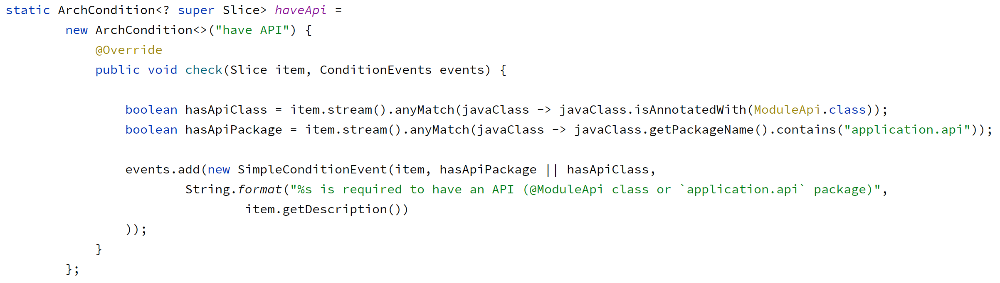 static ArchCondition<? super Slice> haveApi =
        new ArchCondition<>("have API") {
            @Override
            public void check(Slice item, ConditionEvents events) {

                boolean hasApiClass = item.stream().anyMatch(javaClass -> javaClass.isAnnotatedWith(ModuleApi.class));
                boolean hasApiPackage = item.stream().anyMatch(javaClass -> javaClass.getPackageName().contains("application.api"));

                events.add(new SimpleConditionEvent(item, hasApiPackage || hasApiClass,
                        String.format("%s is required to have an API (@ModuleApi class or `application.api` package)",
                                item.getDescription())
                ));
            }
        };